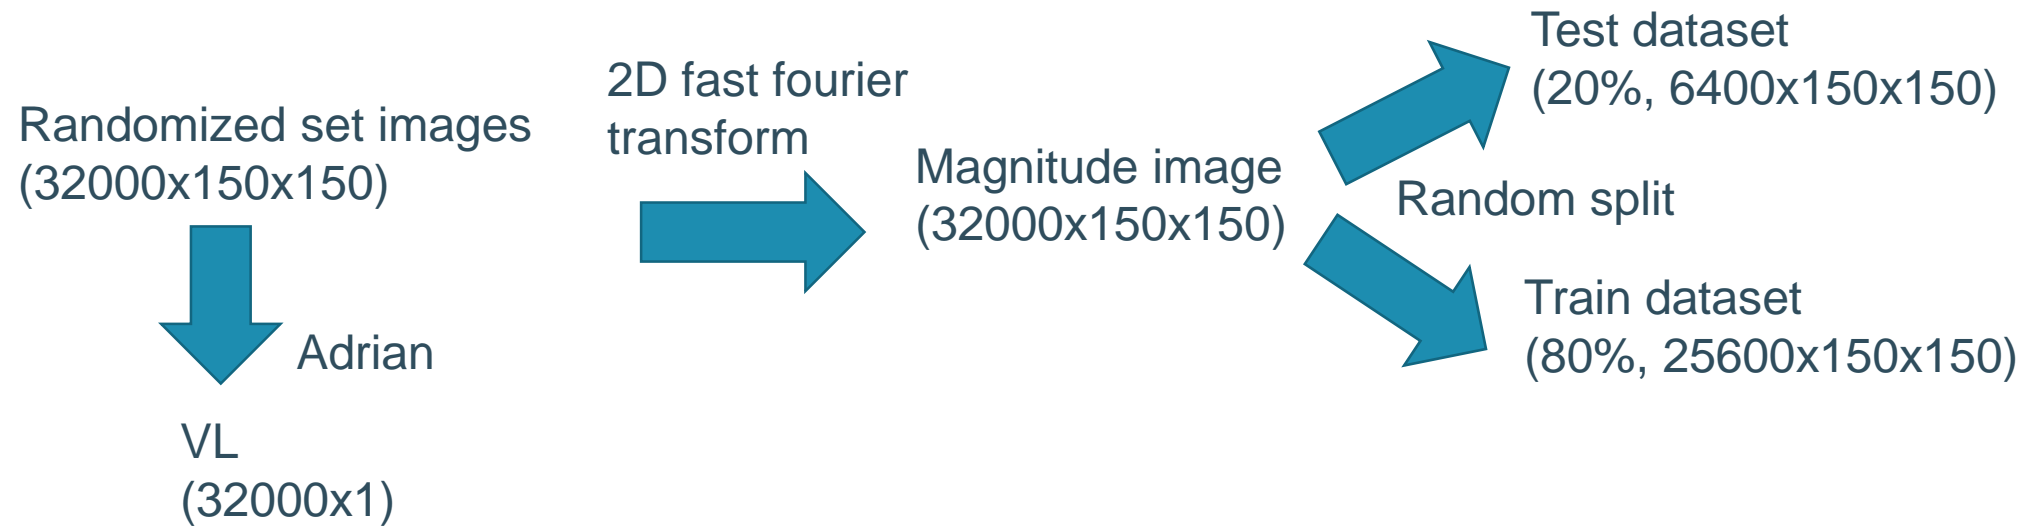 Randomized set images
(32000x150x150)
Adrian
VL
(32000x1)
2D fast fourier
transform
Magnitude image
(32000x150x150)
Random split
Test dataset
(20%, 6400x150x150)
Train dataset
(80%, 25600x150x150)